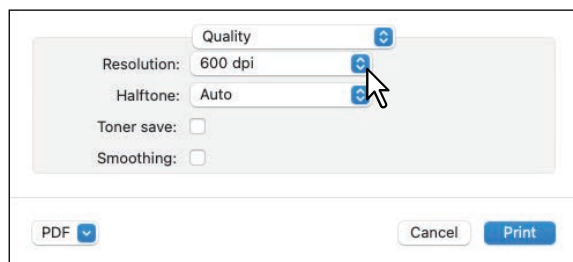 Quality
Resolution: 600 dpi
Halftone: Auto
Toner save:
Smoothing:
PDF Cancel Print